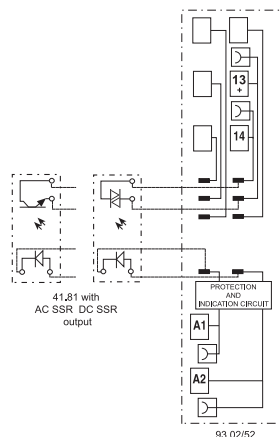 13
+
14
41.81 with
AC SSR DC SSR
output
PROTECTION
AND
INDICATION CIRCUIT
A1
A2
93.02/52